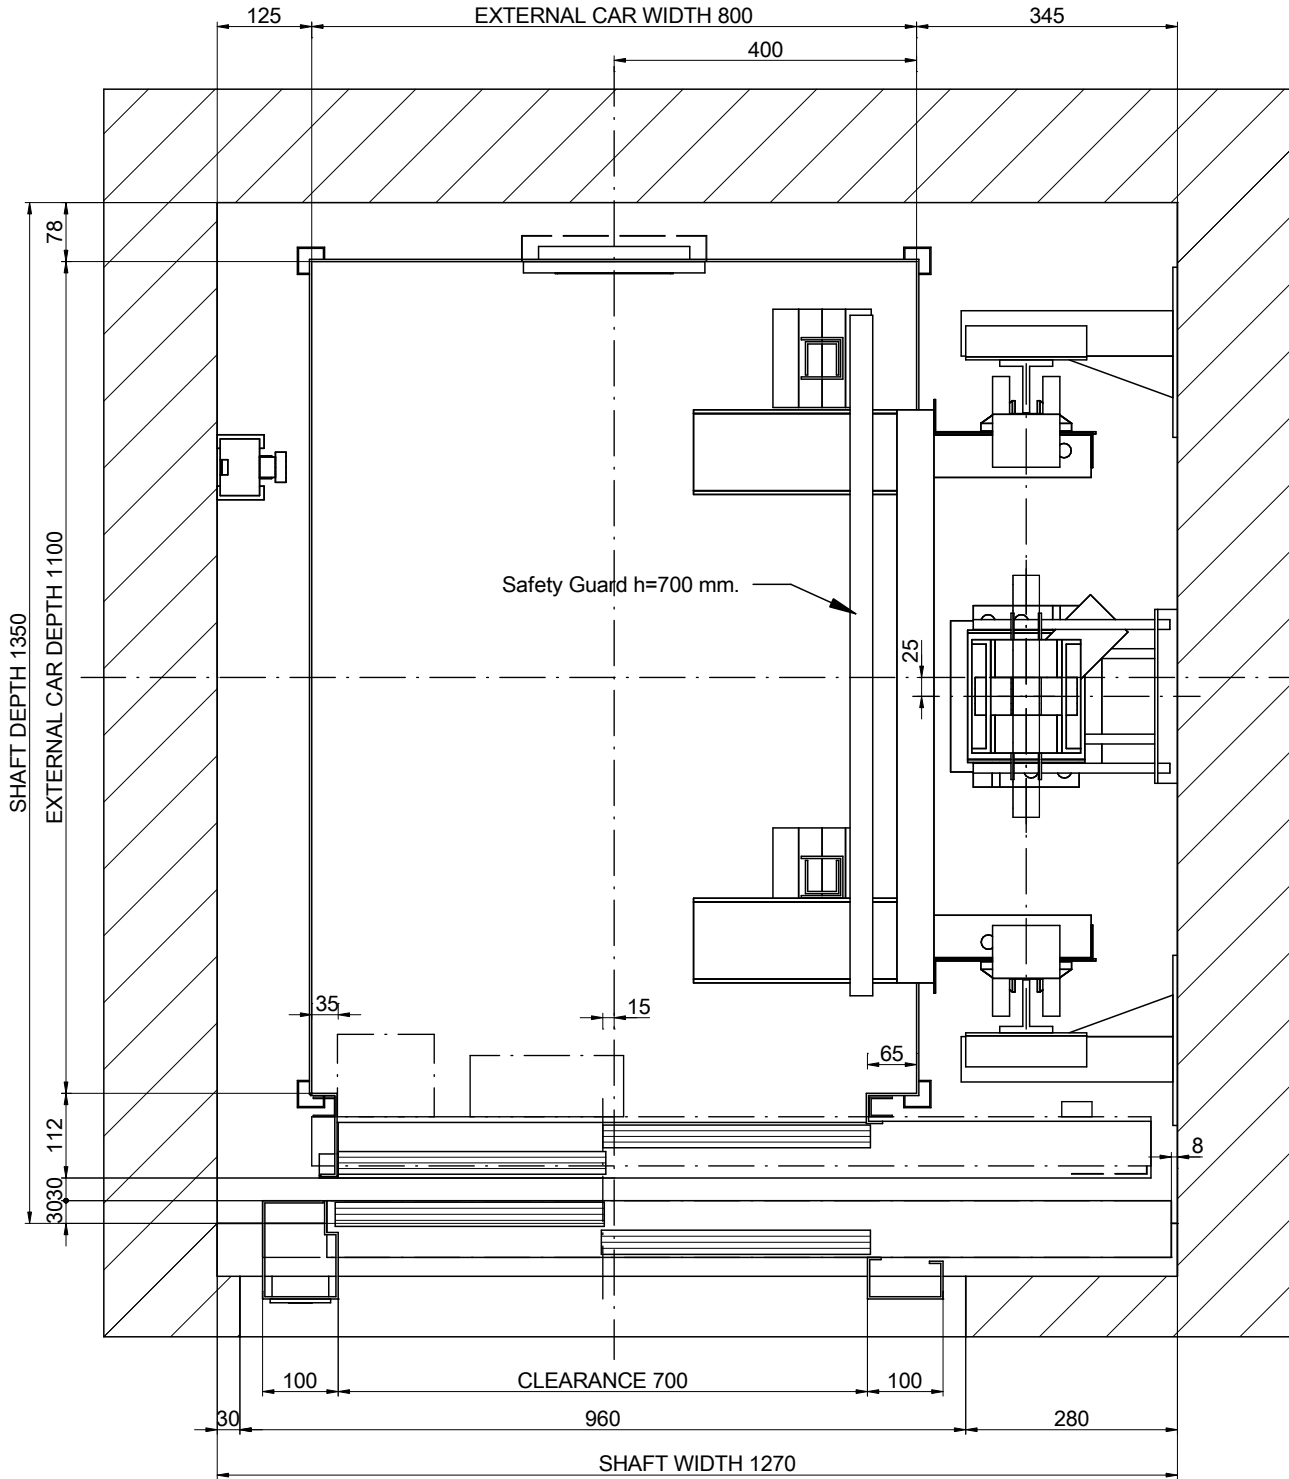 125
EXTERNAL CAR WIDTH 800
345
400
78
SHAFT DEPTH 1350
EXTERNAL CAR DEPTH 1100
Safety Guard h=700 mm.
25
35
15
65
112
8
30
30
100
CLEARANCE 700
100
30
960
280
SHAFT WIDTH 1270